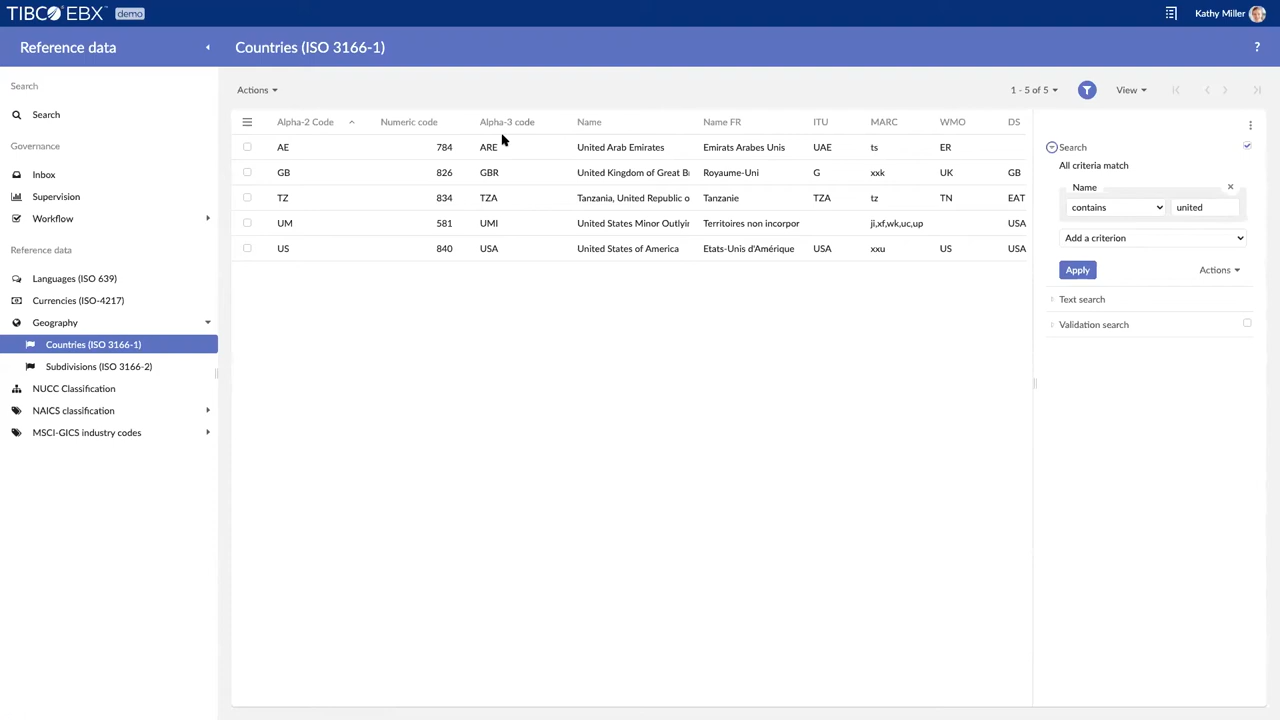 TIBCO EBX demo
Kathy Miller
Reference data
Countries (ISO 3166-1)
?
Search
Search
Governance
Inbox
Supervision
Workflow
Reference data
Languages (ISO 639)
Currencies (ISO-4217)
Geography
Countries (ISO 3166-1)
Subdivisions (ISO 3166-2)
NUCC Classification
NAICS classification
MSCI-GICS industry codes
Actions
1 - 5 of 5
View
Alpha-2 Code Numeric code Alpha-3 code Name Name FR ITU MARC WMO DS
AE 784 ARE United Arab Emirates Emirats Arabes Unis UAE ts ER
GB 826 GBR United Kingdom of Great Bi Royaume-Uni G xxk UK GB
TZ 834 TZA Tanzania, United Republic o Tanzanie TZA tz TN EAT
UM 581 UMI United States Minor Outlyir Territoires non incorpor ji,xf,wk,uc,up USA
US 840 USA United States of America Etats-Unis d'Amérique USA xxu US USA
Search
All criteria match
Name
contains united
Add a criterion
Apply Actions
Text search
Validation search